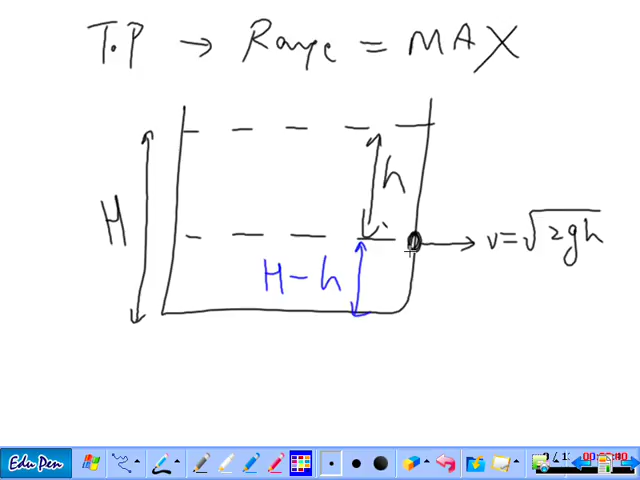 T.P → Range = MAX
h
H
v=√2gh
H-h
Edu Pen